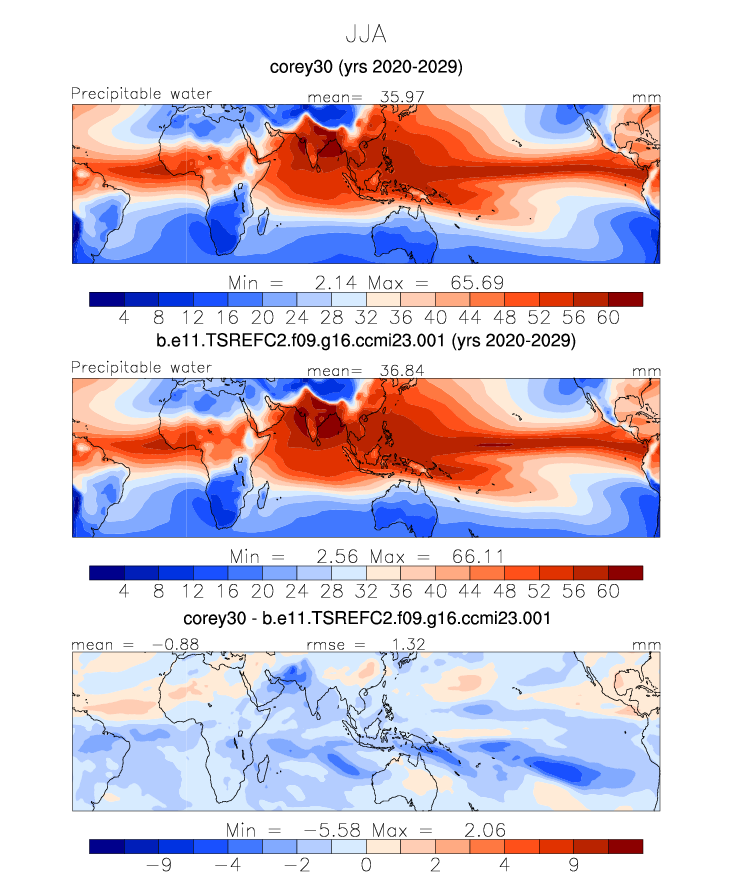 JJA
corey30 (yrs 2020-2029)
Precipitable water mean= 35.97 mm
Min = 2.14 Max = 65.69
4 8 12 16 20 24 28 32 36 40 44 48 52 56 60
b.e11.TSREFC2.f09.g16.ccmi23.001 (yrs 2020-2029)
Precipitable water mean= 36.84 mm
Min = 2.56 Max = 66.11
4 8 12 16 20 24 28 32 36 40 44 48 52 56 60
corey30 - b.e11.TSREFC2.f09.g16.ccmi23.001
mean = -0.88 rmse = 1.32 mm
Min = -5.58 Max = 2.06
-9 -4 -2 0 2 4 9